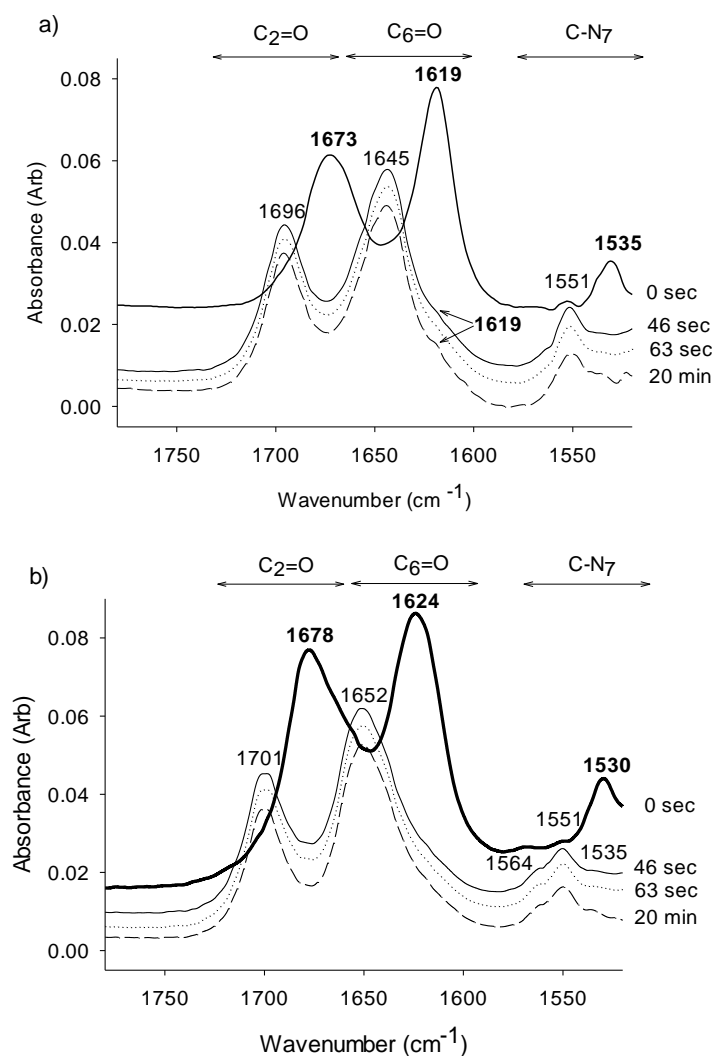 a)
C2=O C6=O C-N7
1619
1673
1645
1696
1535
1551
1619
0 sec
46 sec
63 sec
20 min
0.08
0.06
0.04
0.02
0.00
Absorbance (Arb)
1750 1700 1650 1600 1550
Wavenumber (cm -1)
b)
C2=O C6=O C-N7
1624
1678
1652
1701
1530
1551
1564
1535
0 sec
46 sec
63 sec
20 min
0.08
0.06
0.04
0.02
0.00
Absorbance (Arb)
1750 1700 1650 1600 1550
Wavenumber (cm-1)